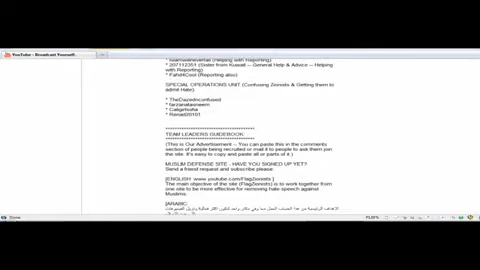 YouTube - Broadcast Yourself.
(Helping with Reporting)
* 207112351 (Sister from Kuwait -- General Help & Advice -- Helping
with Reporting)
* Fahd4Cool (Reporting also)
SPECIAL OPERATIONS UNIT (Confusing Zionists & Getting them to
admit Hate)
* TheDazednconfused
* farzanatasneem
* Caligirlsofia
* Renad20101
TEAM LEADERS GUIDEBOOK:
(This is Our Advertisement -- You can paste this in the comments
section of people being recruited or mail it to people to ask them join
the site. It's easy to copy and paste all or parts of it.)
MUSLIM DEFENSE SITE - HAVE YOU SIGNED UP YET?
Send a friend request and subscribe please:
[ENGLISH www.youtube.com/FlagZionists ]
The main objective of the site (FlagZionists) is to work together from
one site to be more effective for removing hate speech against
Muslims.
[ARABIC:
Done